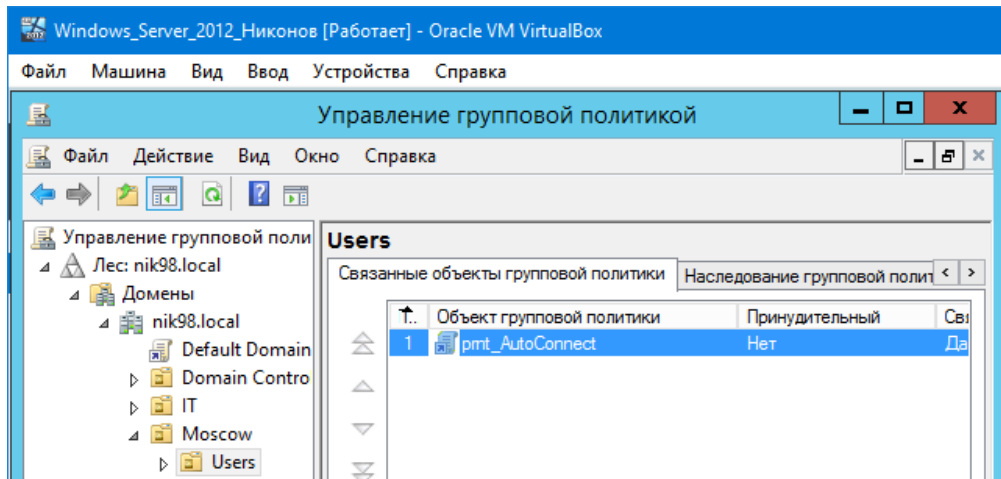 Windows_Server_2012_Никонов [Работает] - Oracle VM VirtualBox
Файл Машина Вид Ввод Устройства Справка
Управление групповой политикой
Файл Действие Вид Окно Справка
Управление групповой поли
Лес: nik98.local
Домены
nik98.local
Default Domain
Domain Contro
IT
Moscow
Users
Users
Связанные объекты групповой политики Наследование групповой полит
Объект групповой политики Принудительный Свя
1 prnt_AutoConnect Нет Да